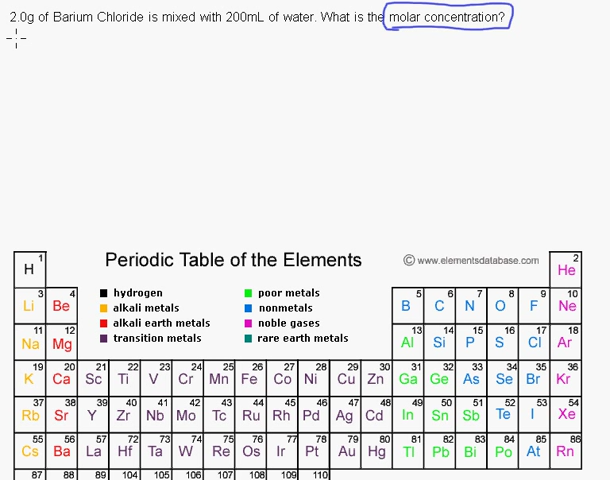 2.0g of Barium Chloride is mixed with 200mL of water. What is the molar concentration?
Periodic Table of the Elements
© www.elementsdatabase.com
hydrogen
alkali metals
alkali earth metals
transition metals
poor metals
nonmetals
noble gases
rare earth metals
1 2
H He
3 4 5 6 7 8 9 10
Li Be B C N O F Ne
11 12 13 14 15 16 17 18
Na Mg Al Si P S Cl Ar
19 20 21 22 23 24 25 26 27 28 29 30 31 32 33 34 35 36
K Ca Sc Ti V Cr Mn Fe Co Ni Cu Zn Ga Ge As Se Br Kr
37 38 39 40 41 42 43 44 45 46 47 48 49 50 51 52 53 54
Rb Sr Y Zr Nb Mo Tc Ru Rh Pd Ag Cd In Sn Sb Te I Xe
55 56 57 72 73 74 75 76 77 78 79 80 81 82 83 84 85 86
Cs Ba La Hf Ta W Re Os Ir Pt Au Hg Tl Pb Bi Po At Rn
87 88 89 104 105 106 107 108 109 110